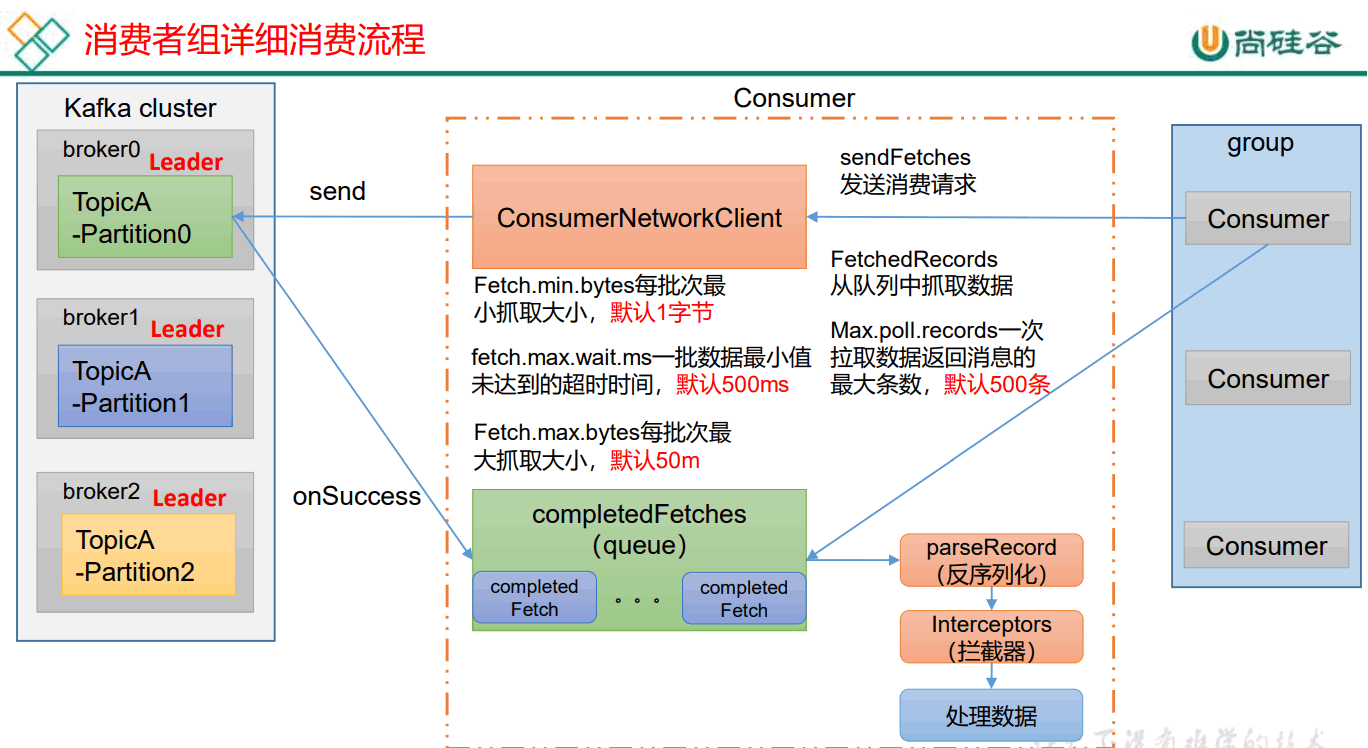 消费者组详细消费流程
尚硅谷
Kafka cluster
broker0
Leader
TopicA
-Partition0
broker1
Leader
TopicA
-Partition1
broker2
Leader
TopicA
-Partition2
send
onSuccess
Consumer
ConsumerNetworkClient
Fetch.min.bytes每批次最
小抓取大小，默认1字节
fetch.max.wait.ms一批数据最小值
未达到的超时时间，默认500ms
Fetch.max.bytes每批次最
大抓取大小，默认50m
completedFetches
（queue）
completed
Fetch
。。。
completed
Fetch
sendFetches
发送消费请求
FetchedRecords
从队列中抓取数据
Max.poll.records一次
拉取数据返回消息的
最大条数，默认500条
parseRecord
（反序列化）
Interceptors
（拦截器）
处理数据
group
Consumer
Consumer
Consumer
下没有难学的技术